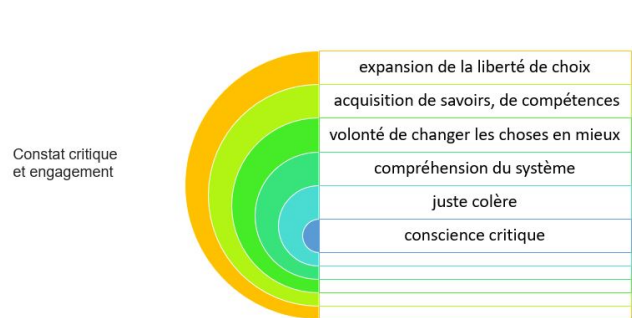 Constat critique
et engagement
expansion de la liberté de choix
acquisition de savoirs, de compétences
volonté de changer les choses en mieux
compréhension du système
juste colère
conscience critique